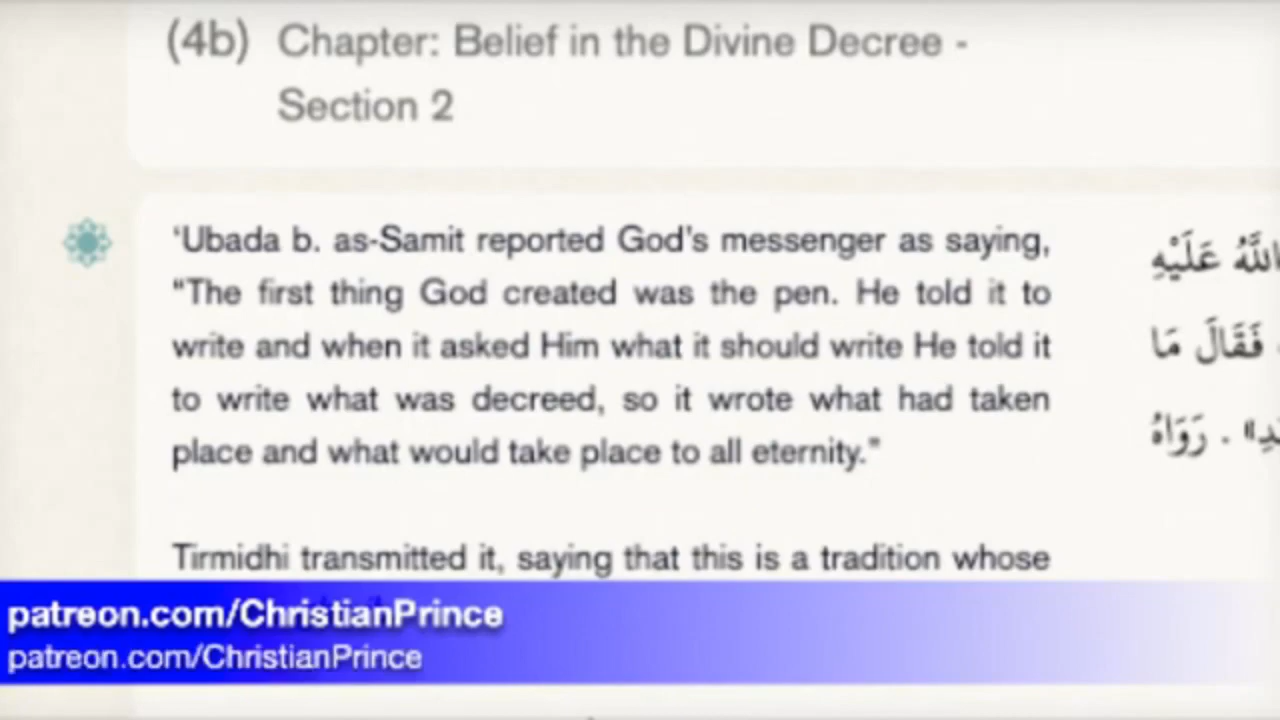 (4b) Chapter: Belief in the Divine Decree -
Section 2
‘Ubada b. as-Samit reported God's messenger as saying,
"The first thing God created was the pen. He told it to
write and when it asked Him what it should write He told it
to write what was decreed, so it wrote what had taken
place and what would take place to all eternity."
Tirmidhi transmitted it, saying that this is a tradition whose
اللَّهُ عَلَيْهِ
فَقَالَ مَا
رَوَاهُ
patreon.com/ChristianPrince
patreon.com/ChristianPrince